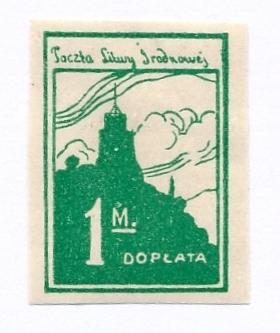 Poczta Litwy Środkowej
1 M.
DOPŁATA